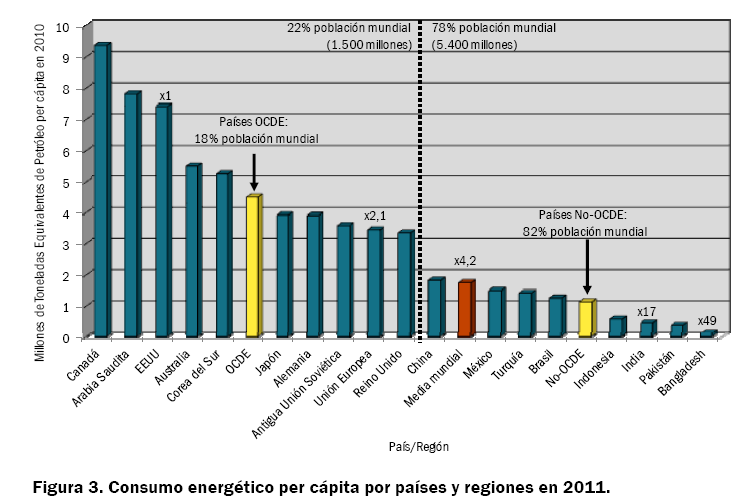 Millones de Toneladas Equivalentes de Petróleo per cápita en 2010
10
9
8
7
6
5
4
3
2
1
0
22% población mundial
(1.500 millones)
78% población mundial
(5.400 millones)
x1
Países OCDE:
18% población mundial
x2,1
x4,2
Países No-OCDE:
82% población mundial
x17
x49
Canadá
Arabia Saudita
EEUU
Australia
Corea del Sur
OCDE
Japón
Alemania
Antigua Unión Soviética
Unión Europea
Reino Unido
China
Media mundial
México
Turquía
Brasil
No-OCDE
Indonesia
India
Pakistán
Bangladesh
País/Región
Figura 3. Consumo energético per cápita por países y regiones en 2011.